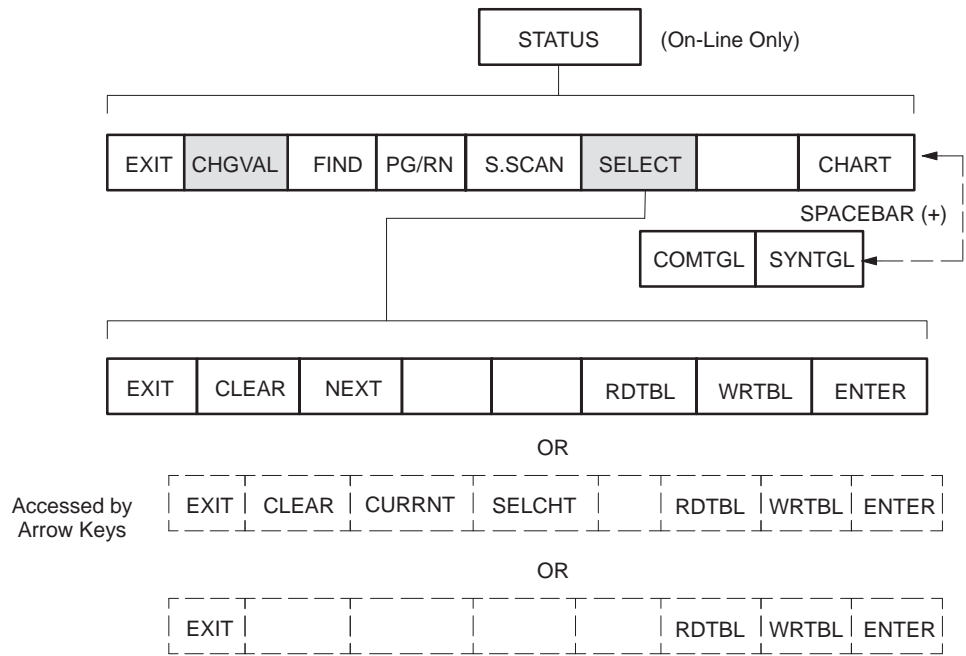 STATUS (On-Line Only)
EXIT CHGVAL FIND PG/RN S.SCAN SELECT CHART
SPACEBAR (+)
COMTGL SYNTGL
EXIT CLEAR NEXT RDTBL WRTBL ENTER
OR
Accessed by
Arrow Keys
EXIT CLEAR CURRNT SELCHT RDTBL WRTBL ENTER
OR
EXIT RDTBL WRTBL ENTER